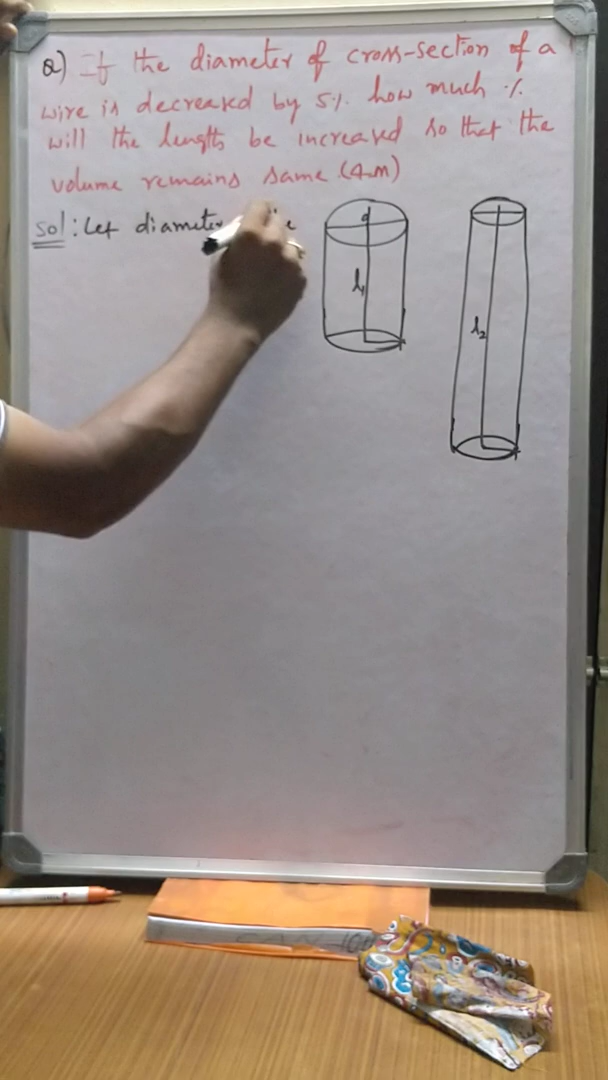 Q) If the diameter of cross-section of a
wire is decreased by 5% how much %
will the length be increased so that the
volume remains same. (4-m)
Sol: Let diameter
d
l₁
l₂